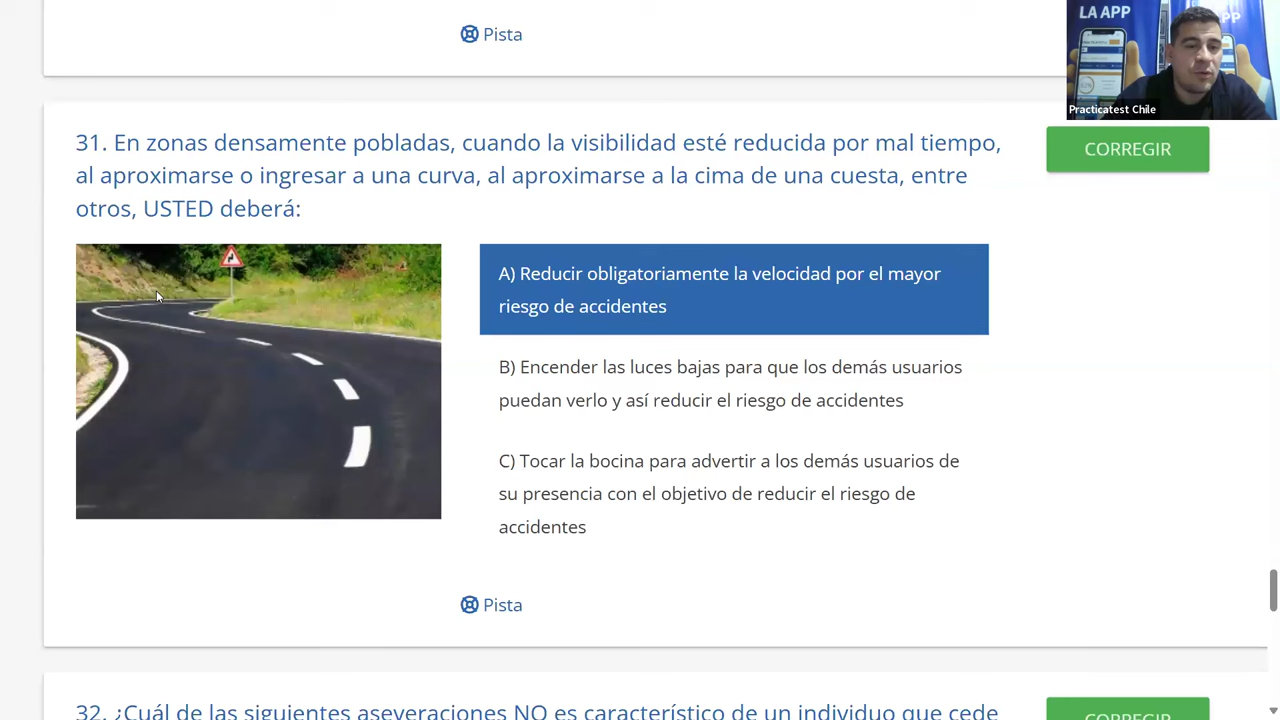 Pista
LA APP
PP
Practicatest Chile
31. En zonas densamente pobladas, cuando la visibilidad esté reducida por mal tiempo,
al aproximarse o ingresar a una curva, al aproximarse a la cima de una cuesta, entre
otros, USTED deberá:
CORREGIR
A) Reducir obligatoriamente la velocidad por el mayor
riesgo de accidentes
B) Encender las luces bajas para que los demás usuarios
puedan verlo y así reducir el riesgo de accidentes
C) Tocar la bocina para advertir a los demás usuarios de
su presencia con el objetivo de reducir el riesgo de
accidentes
Pista
32. ¿Cuál de las siguientes aseveraciones NO es característico de un individuo que cede
CORREGIR